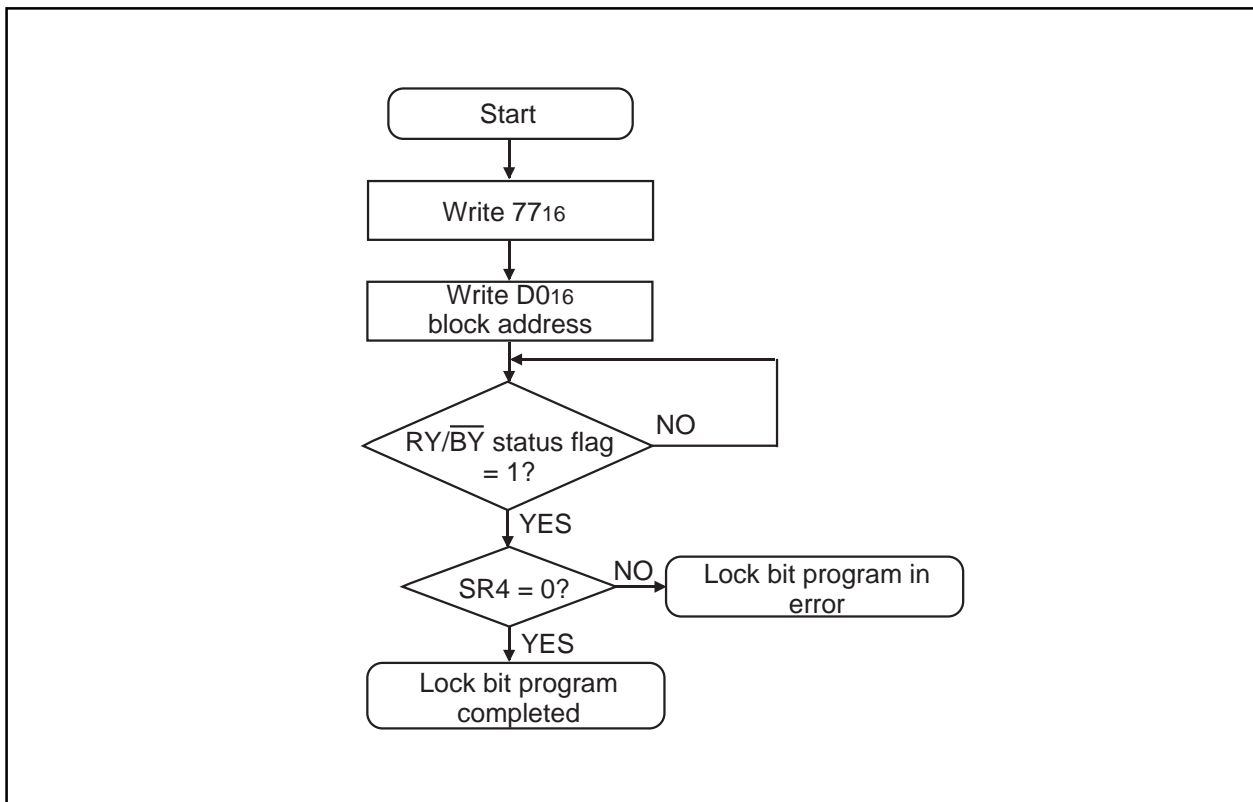 Start
Write 7716
Write D016
block address
NO
RY/B̅Y̅ status flag
= 1?
YES
SR4 = 0?
NO
Lock bit program in
error
YES
Lock bit program
completed